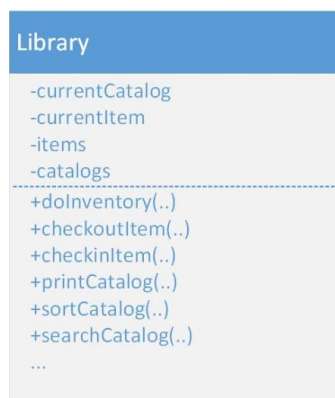 Library
-currentCatalog
-currentItem
-items
-catalogs
+doInventory(..)
+checkoutItem(..)
+checkinItem(..)
+printCatalog(..)
+sortCatalog(..)
+searchCatalog(..)
...